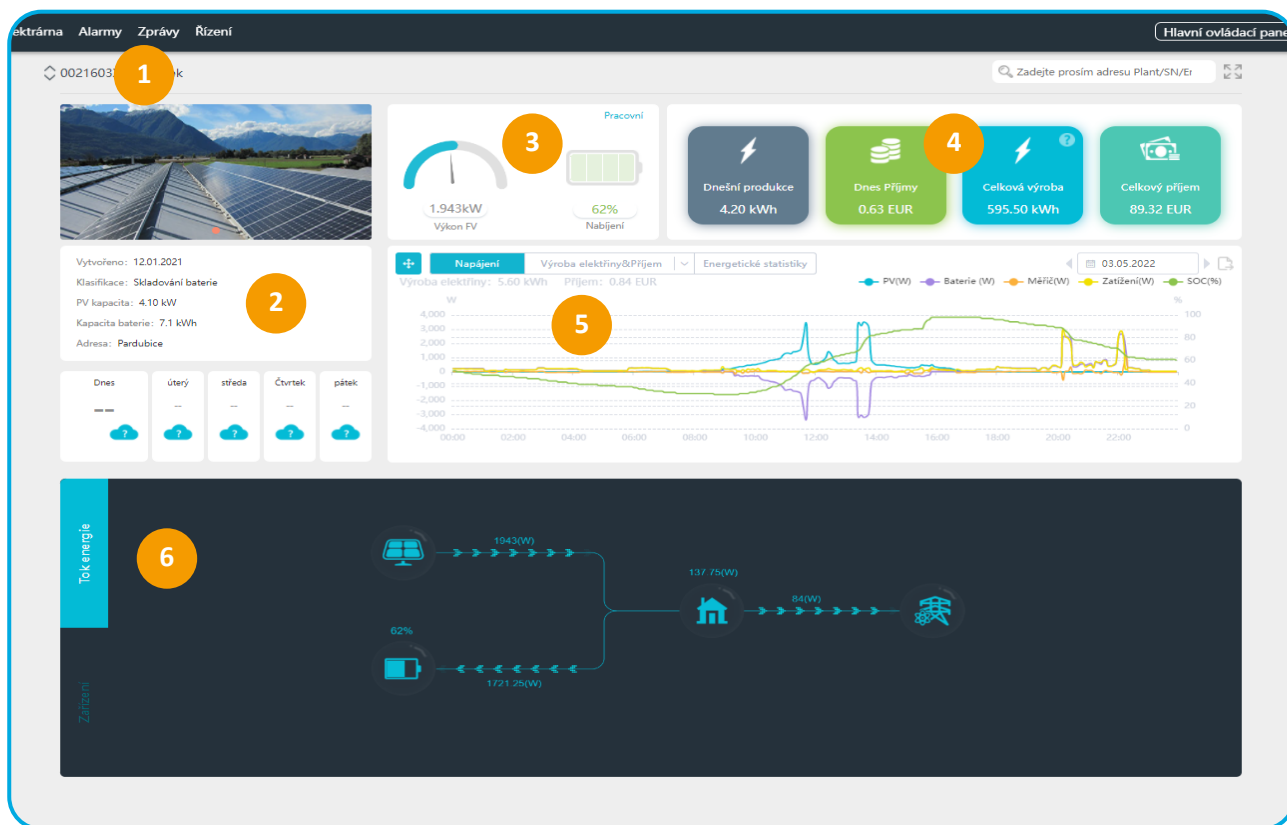 Alarmy Zprávy Řízení
Hlavní ovládací
1
Zadejte prosím adresu Plant/SN/
3
Pracovní
1.943kW
Výkon FV
62%
Nabíjení
4
?
Dnešní produkce
4.20 kWh
Dnes Příjmy
0.63 EUR
Celková výroba
595.50 kWh
Celkový příjem
89.32 EUR
Vytvořeno: 12.01.2021
Klasifikace: Skladování baterie
PV kapacita: 4.10 kW
Kapacita baterie: 7.1 kWh
Adresa: Pardubice
2
Napájení
Výroba elektřiny&Příjem
Energetické statistiky
03.05.2022
Výroba elektřiny: 5.60 kWh Příjem: 0.84 EUR
PV(W) Baterie (W) Měřič(W) Zatížení(W) SOC(%)
W
%
4,000
3,000
2,000
1,000
0
-1,000
-2,000
-3,000
-4,000
100
80
60
40
20
0
00:00 02:00 04:00 06:00 08:00 10:00 12:00 14:00 16:00 18:00 20:00 22:00
5
Dnes úterý středa Čtvrtek pátek
-- – – – –
? ? ? ? ?
Tok energie
Zařízení
6
1943(W)
137.75(W)
84(W)
62%
1721.25(W)